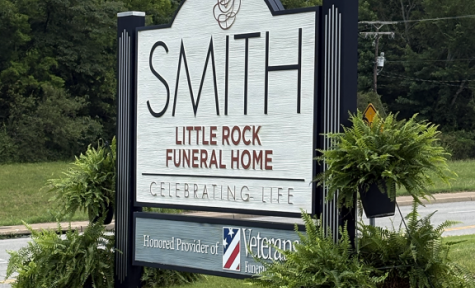 SMITH
LITTLE ROCK
FUNERAL HOME
CELEBRATING LIFE
Honored Provider of Veterans